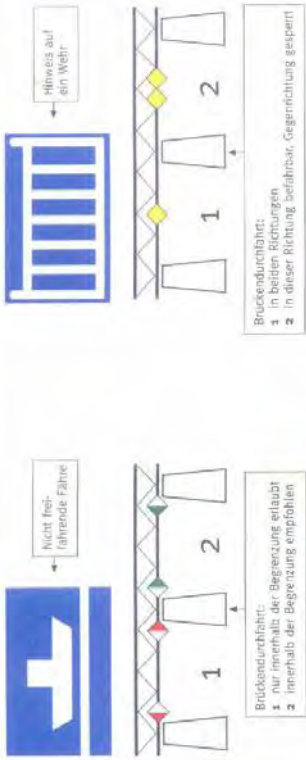 Nicht frei-
fahrende Fähre
1
2
Brückendurchfahrt:
1 nur innerhalb der Begrenzung erlaubt
2 innerhalb der Begrenzung empfohlen
Hinweis auf
ein Wehr
1
2
Brückendurchfahrt:
1 in beiden Richtungen
2 in dieser Richtung befahrbar, Gegenrichtung gesperrt